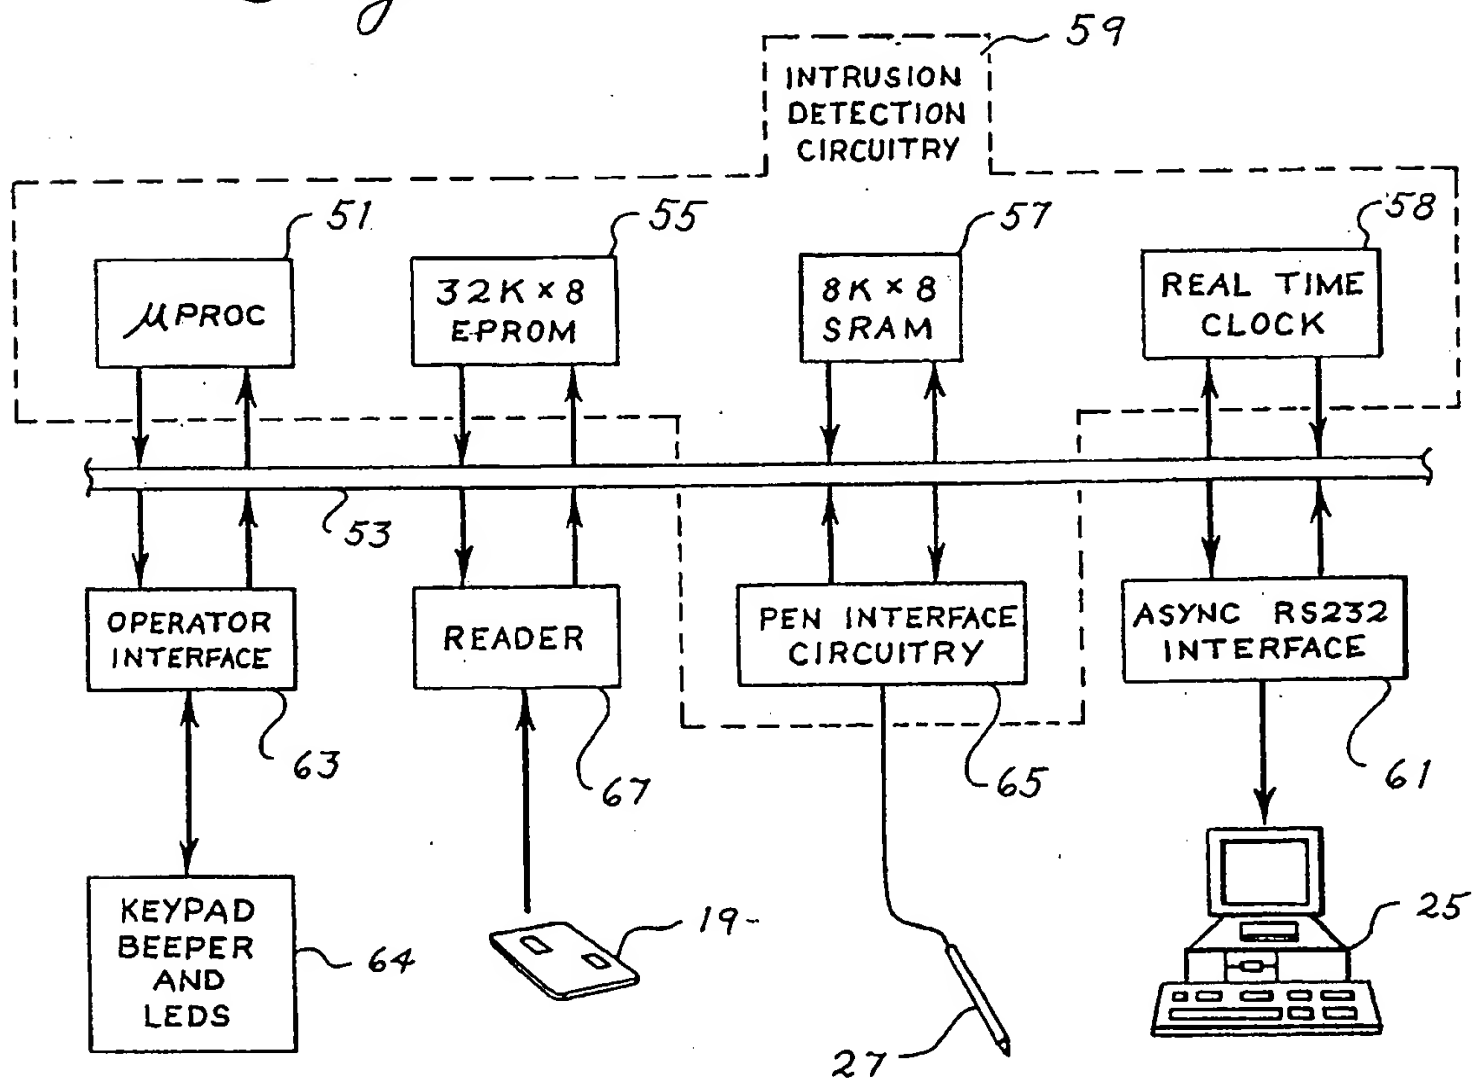 59
INTRUSION
DETECTION
CIRCUITRY
51
55
57
58
µPROC
32K × 8
EPROM
8K × 8
SRAM
REAL TIME
CLOCK
53
OPERATOR
INTERFACE
READER
PEN INTERFACE
CIRCUITRY
ASYNC RS232
INTERFACE
63
67
65
61
KEYPAD
BEEPER
AND
LEDS
64
19
27
25